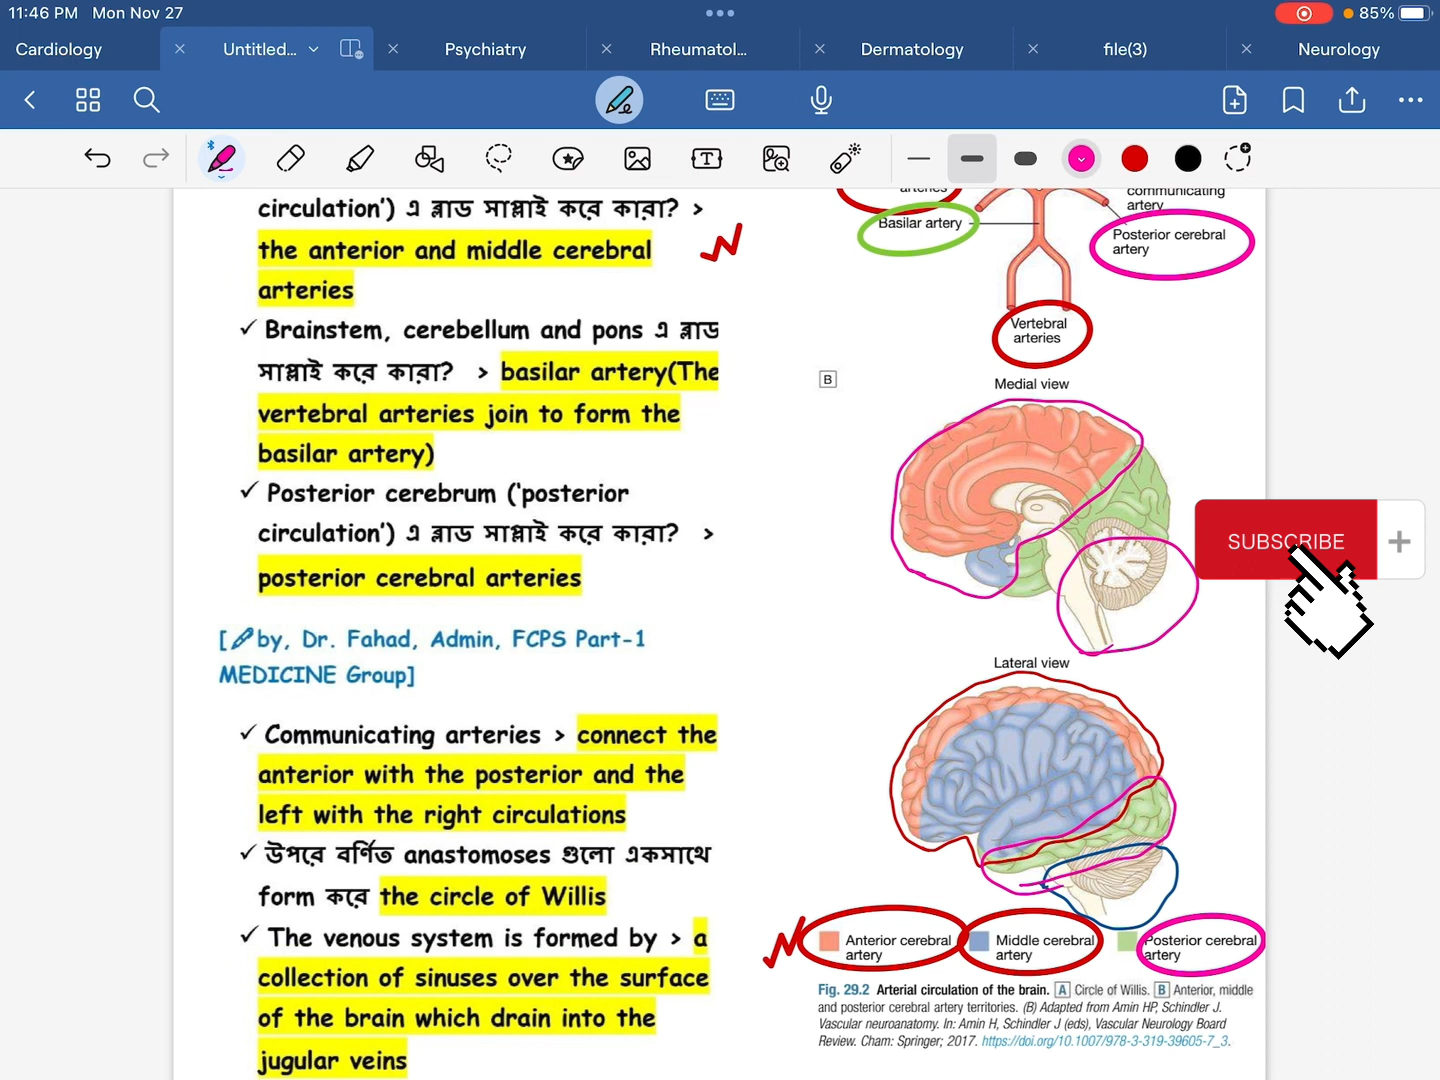 11:46 PM Mon Nov 27
85%
Cardiology
Untitled...
Psychiatry
Rheumatol...
Dermatology
file(3)
Neurology
circulation') এ ব্লাড সাপ্লাই করে কারা? >
the anterior and middle cerebral
arteries
✓ Brainstem, cerebellum and pons এ ব্লাড
সাপ্লাই করে কারা? > basilar artery(The
vertebral arteries join to form the
basilar artery)
✓ Posterior cerebrum ('posterior
circulation') এ ব্লাড সাপ্লাই করে কারা? >
posterior cerebral arteries
[by, Dr. Fahad, Admin, FCPS Part-1
MEDICINE Group]
✓ Communicating arteries > connect the
anterior with the posterior and the
left with the right circulations
✓ উপরে বর্ণিত anastomoses গুলো একসাথে
form করে the circle of Willis
✓ The venous system is formed by > a
collection of sinuses over the surface
of the brain which drain into the
jugular veins
arteries
communicating
artery
Basilar artery
Posterior cerebral
artery
Vertebral
arteries
B
Medial view
SUBSCRIBE
Lateral view
Anterior cerebral
artery
Middle cerebral
artery
Posterior cerebral
artery
Fig. 29.2 Arterial circulation of the brain. A Circle of Willis. B Anterior, middle
and posterior cerebral artery territories. (B) Adapted from Amin HP, Schindler J.
Vascular neuroanatomy. In: Amin H, Schindler J (eds), Vascular Neurology Board
Review. Cham: Springer; 2017. https://doi.org/10.1007/978-3-319-39605-7_3.